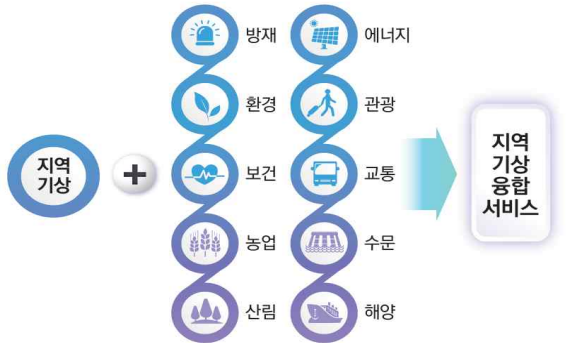 지역
기상
방재
환경
보건
농업
산림
에너지
관광
교통
수문
해양
지역
기상
융합
서비스